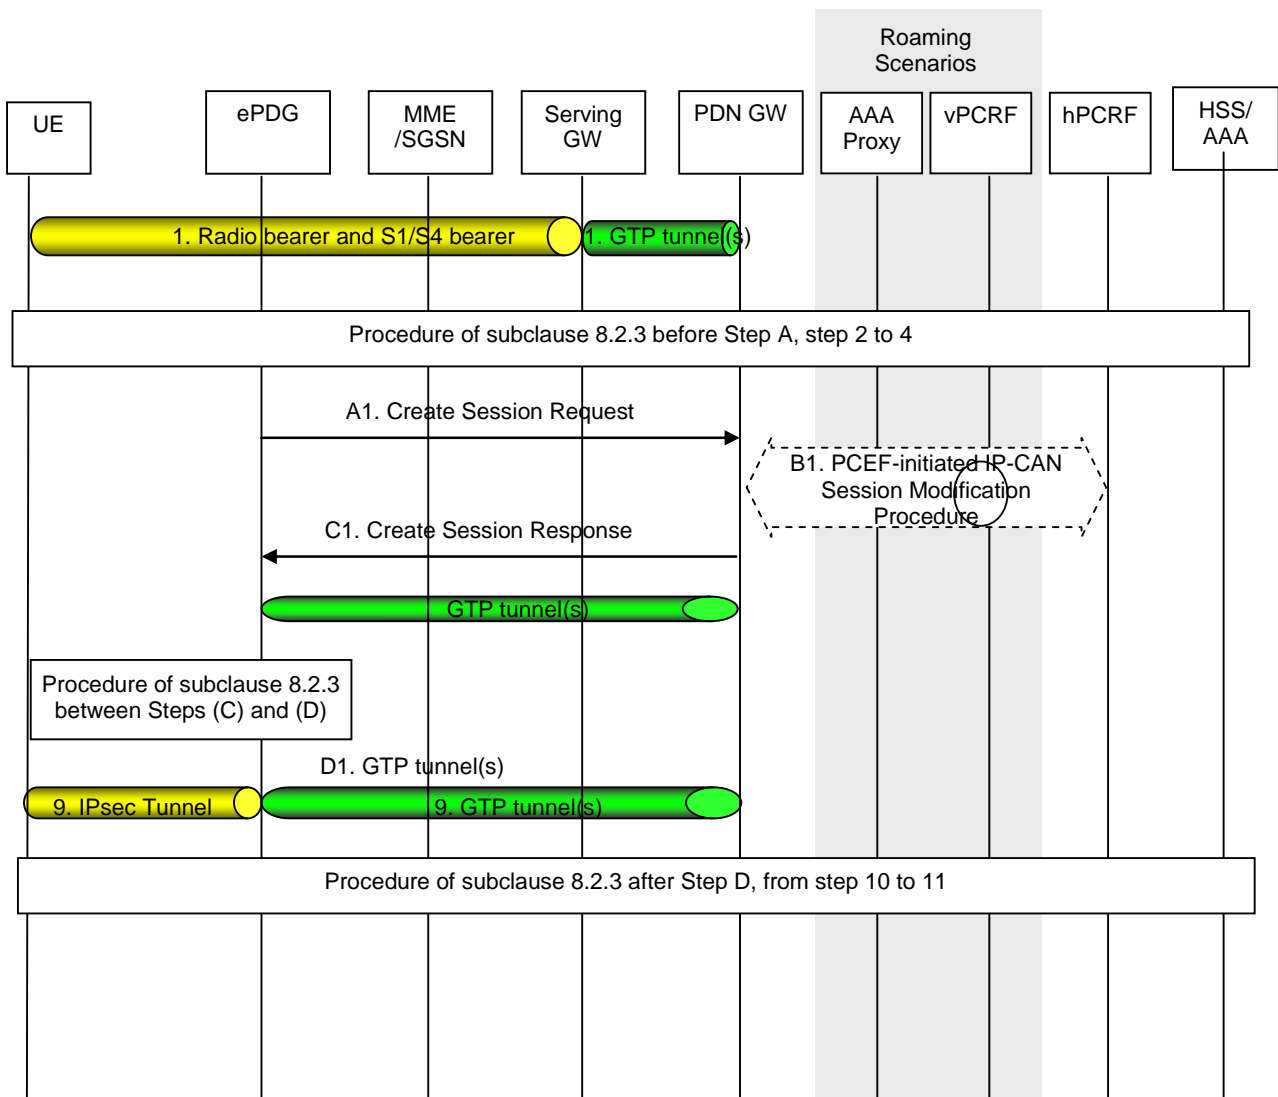 Roaming
Scenarios
UE
ePDG
MME
/SGSN
Serving
GW
PDN GW
AAA
Proxy
vPCRF
hPCRF
HSS/
AAA
1. Radio bearer and S1/S4 bearer
1. GTP tunnel(s)
Procedure of subclause 8.2.3 before Step A, step 2 to 4
A1. Create Session Request
B1. PCEF-initiated IP-CAN
Session Modification
Procedure
C1. Create Session Response
GTP tunnel(s)
Procedure of subclause 8.2.3
between Steps (C) and (D)
D1. GTP tunnel(s)
9. IPsec Tunnel
9. GTP tunnel(s)
Procedure of subclause 8.2.3 after Step D, from step 10 to 11